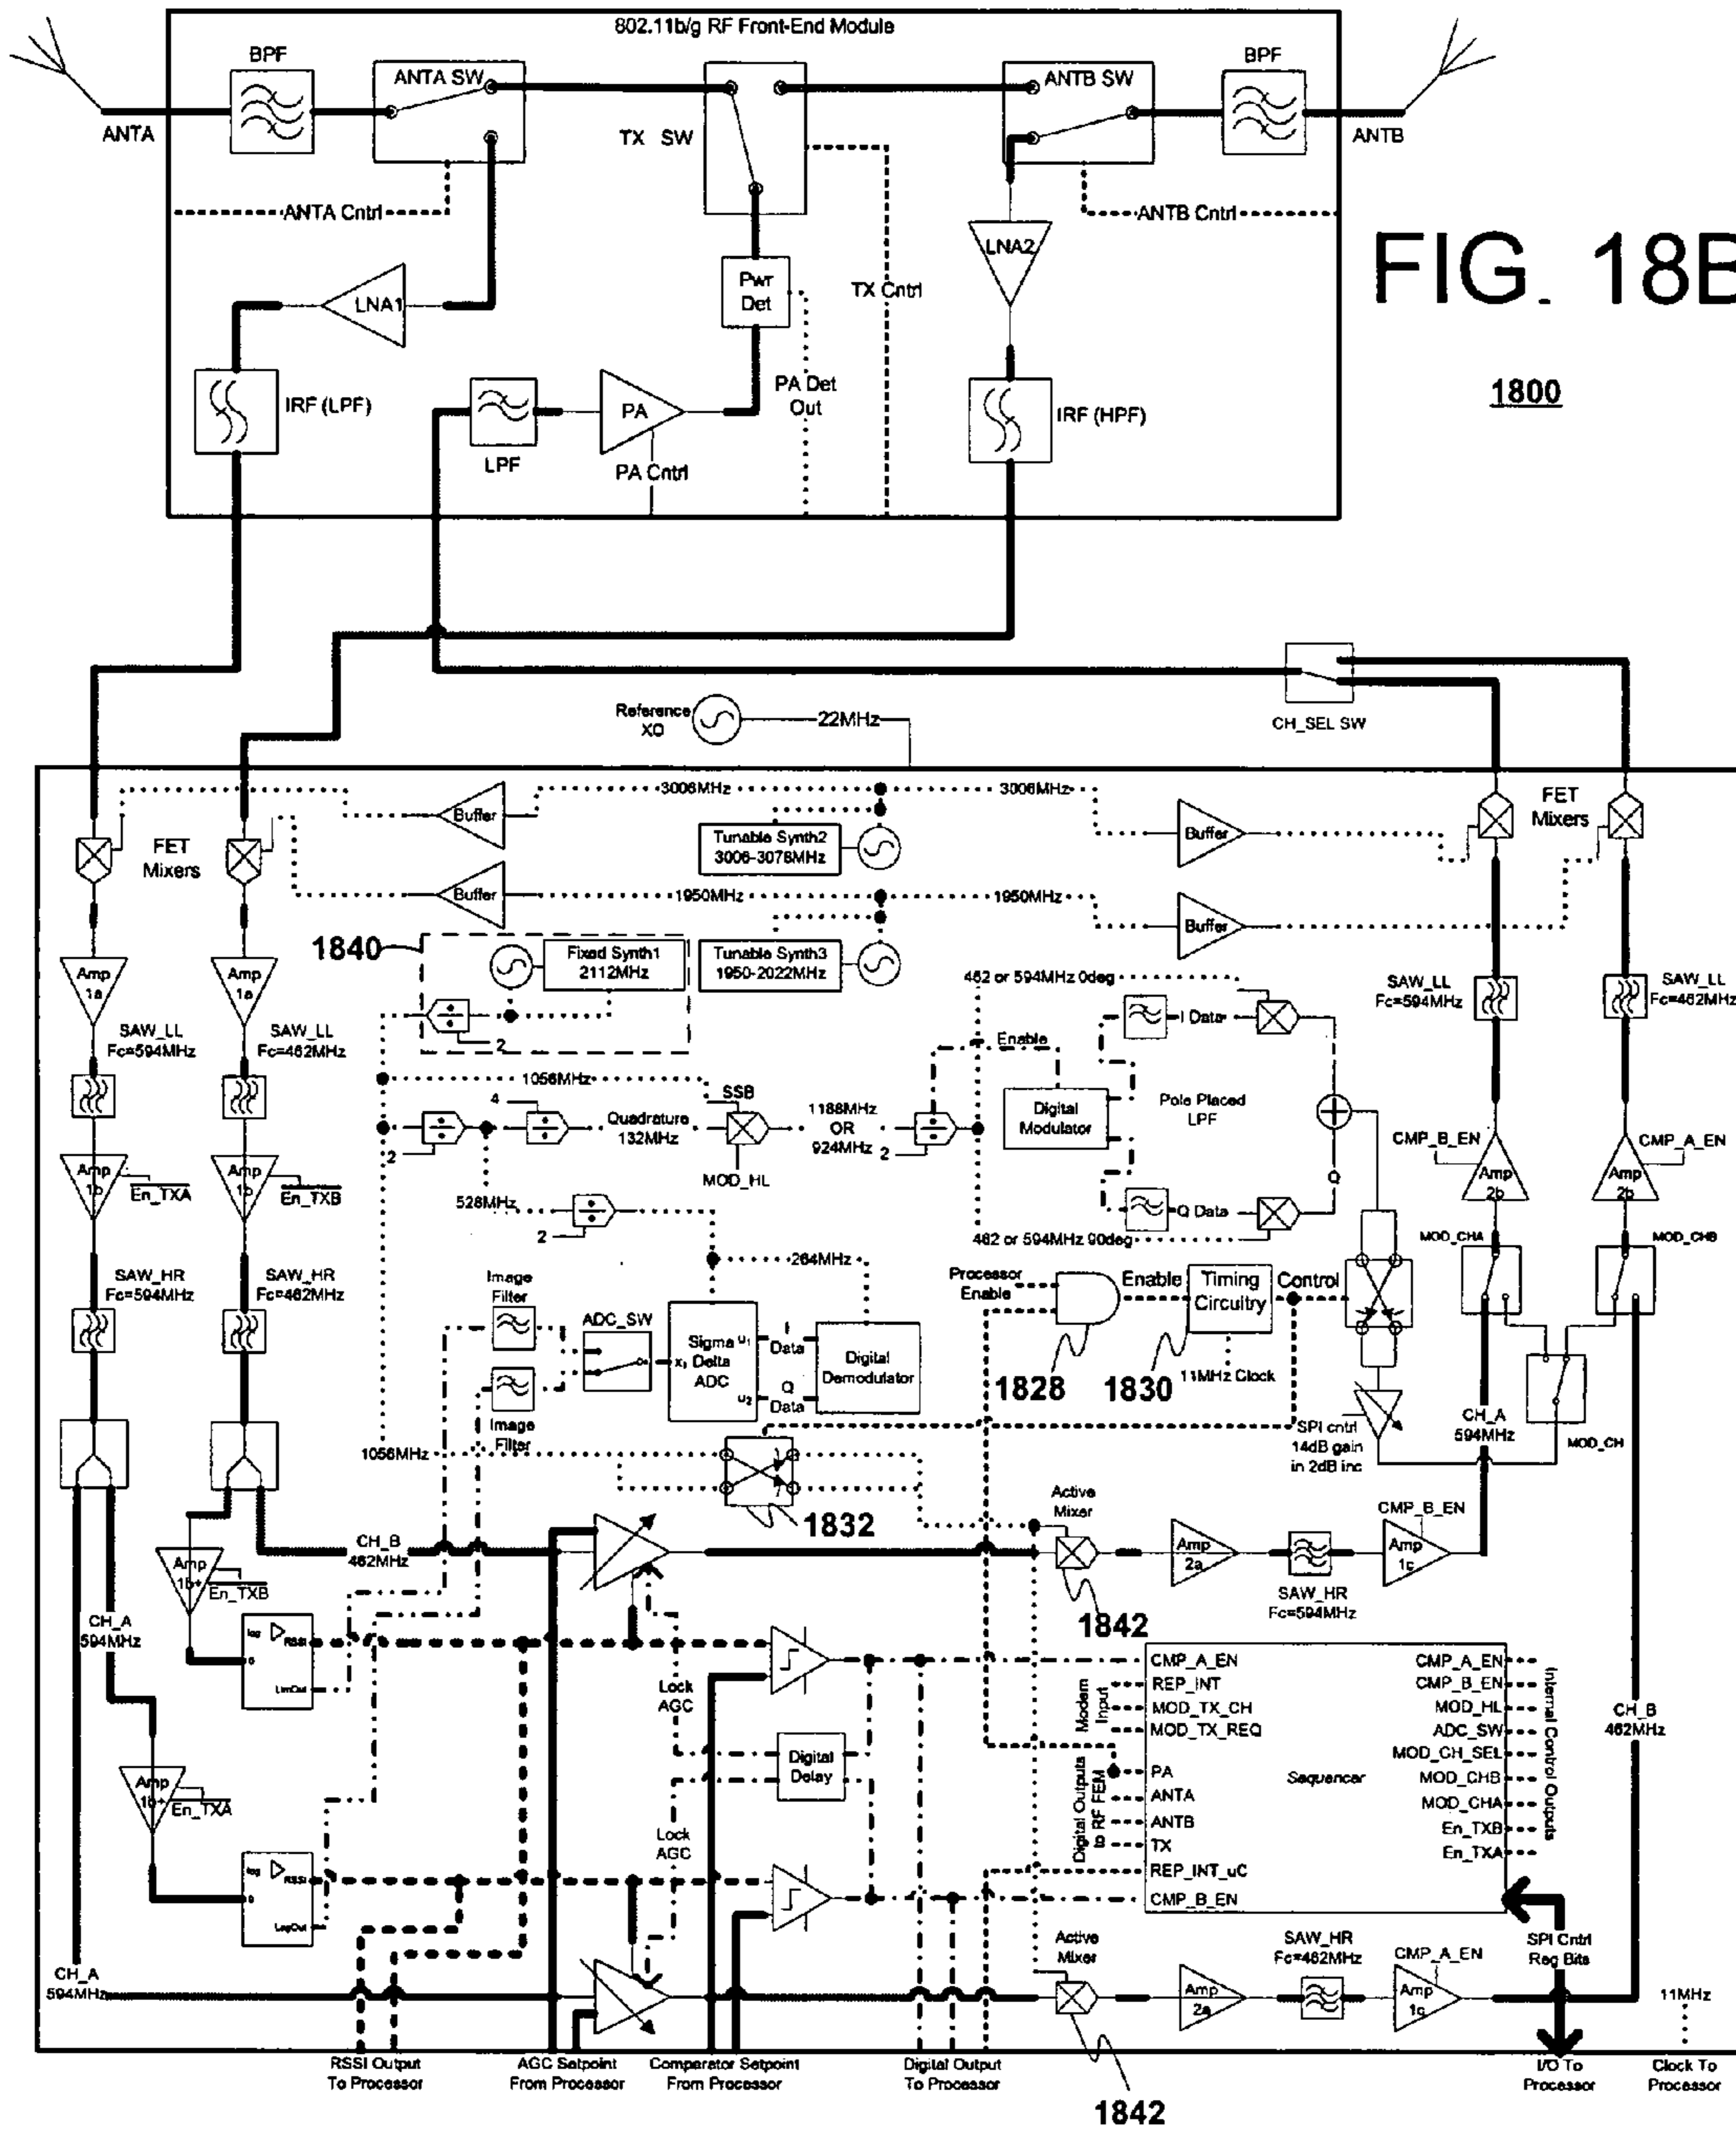 802.11b/g RF Front-End Module
BPF
ANTA SW
ANTB SW
BPF
ANTA
TX SW
ANTB
ANTA Cntrl
ANTB Cntrl
FIG. 18B
LNA1
Pwr
Det
TX Cntrl
LNA2
1800
IRF (LPF)
LPF
PA
PA Cntrl
PA Det
Out
IRF (HPF)
Reference
XO
22MHz
CH_SEL SW
FET
Mixers
Buffer
3006MHz
3006MHz
Buffer
FET
Mixers
Tunable Synth2
3006-3078MHz
Buffer
1950MHz
1950MHz
Buffer
1840
Fixed Synth1
2112MHz
Tunable Synth3
1950-2022MHz
2
462 or 594MHz 0deg
Amp
1a
Amp
1a
SAW_LL
Fc=594MHz
SAW_LL
Fc=462MHz
SAW_LL
Fc=594MHz
SAW_LL
Fc=462MHz
I Data
Enable
1056MHz
SSB
4
Quadrature
132MHz
2
MOD_HL
1188MHz
OR
924MHz
2
Digital
Modulator
Pole Placed
LPF
Q
Q Data
462 or 594MHz 90deg
CMP_B_EN
Amp
2b
CMP_A_EN
Amp
2b
Amp
1b
En_TXA
Amp
1b
En_TXB
528MHz
2
264MHz
MOD_CHA
MOD_CHB
SAW_HR
Fc=594MHz
SAW_HR
Fc=462MHz
Image
Filter
Image
Filter
ADC_SW
x1
Sigma
Delta
ADC
u1
u2
I
Data
Q
Data
Digital
Demodulator
Processor
Enable
Enable
Timing
Circuitry
Control
1828
1830
11MHz Clock
SPI cntrl
14dB gain
in 2dB inc
CH_A
594MHz
MOD_CH
1056MHz
1832
Active
Mixer
CH_B
462MHz
Amp
2a
SAW_HR
Fc=594MHz
CMP_B_EN
Amp
1c
1842
Amp
1b+
En_TXB
CH_A
594MHz
log
RSSI
LimOut
Lock
AGC
Digital
Delay
Lock
AGC
Amp
1b+
En_TXA
log
RSSI
LogOut
Modem
Input
Digital Outputs
to RF FEM
CMP_A_EN
REP_INT
MOD_TX_CH
MOD_TX_REQ
PA
ANTA
ANTB
TX
REP_INT_uC
CMP_B_EN
Sequencer
CMP_A_EN
CMP_B_EN
MOD_HL
ADC_SW
MOD_CH_SEL
MOD_CHB
MOD_CHA
En_TXB
En_TXA
Internal Control Outputs
CH_B
462MHz
SPI Cntrl
Reg Bits
CH_A
594MHz
Active
Mixer
Amp
2a
SAW_HR
Fc=462MHz
CMP_A_EN
Amp
1c
11MHz
RSSI Output
To Processor
AGC Setpoint
From Processor
Comparator Setpoint
From Processor
Digital Output
To Processor
I/O To
Processor
Clock To
Processor
1842